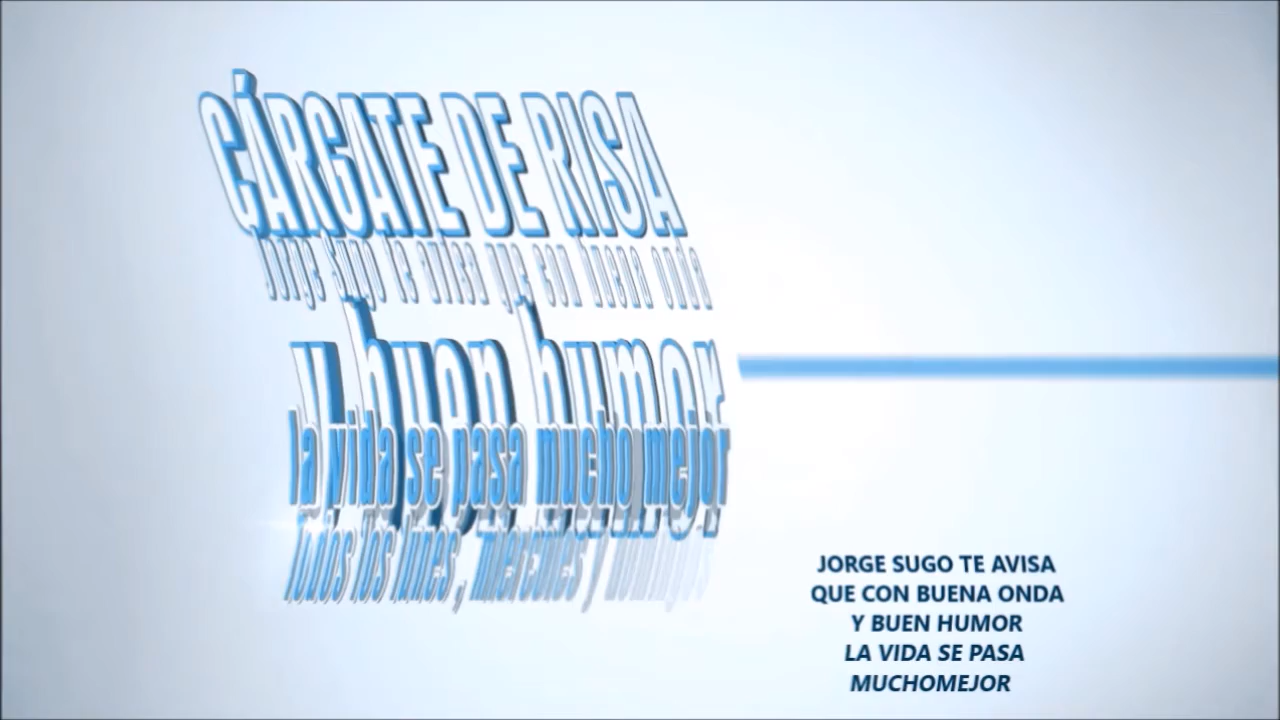 CÁRGATE DE RISA
Jorge Sugo te avisa que con buena onda
y buen humor
la vida se pasa mucho mejor
Todos los lunes, miercoles y domingos
JORGE SUGO TE AVISA
QUE CON BUENA ONDA
Y BUEN HUMOR
LA VIDA SE PASA
MUCHOMEJOR